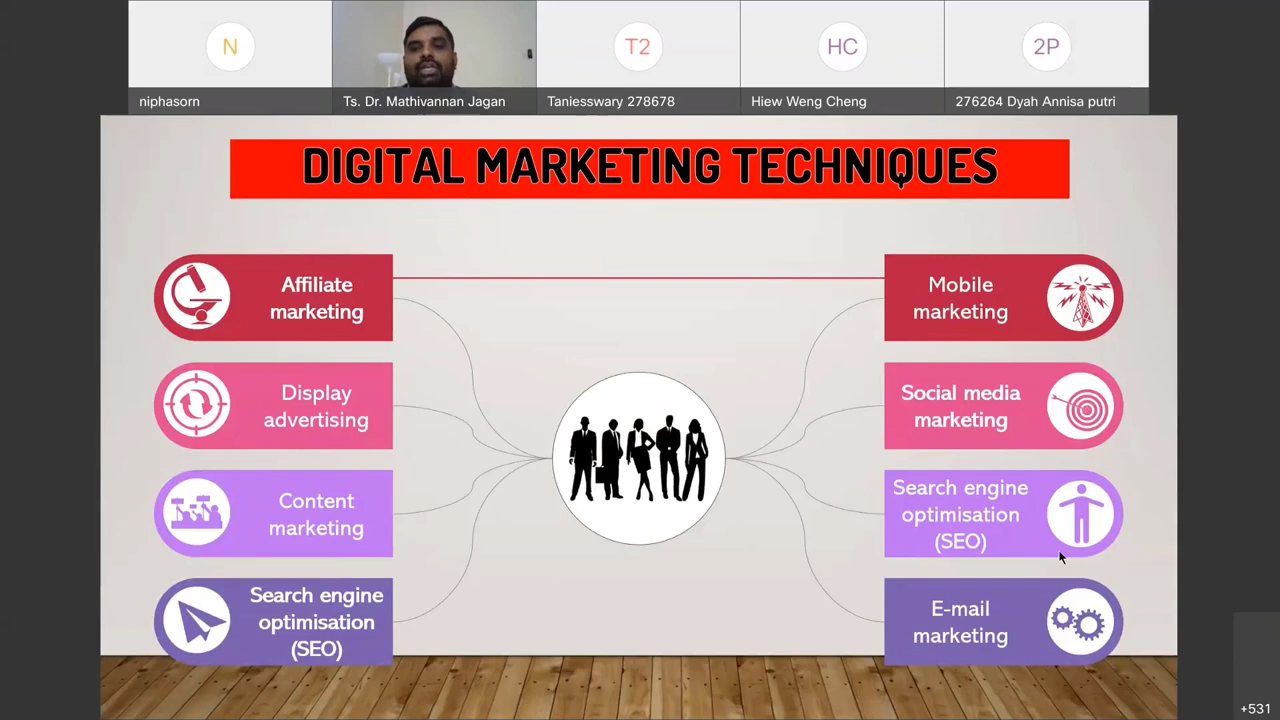 N
T2
HC
2P
niphasorn
Ts. Dr. Mathivannan Jagan
Taniesswary 278678
Hiew Weng Cheng
276264 Dyah Annisa putri
DIGITAL MARKETING TECHNIQUES
Affiliate
marketing
Display
advertising
Content
marketing
Search engine
optimisation
(SEO)
Mobile
marketing
Social media
marketing
Search engine
optimisation
(SEO)
E-mail
marketing
+531